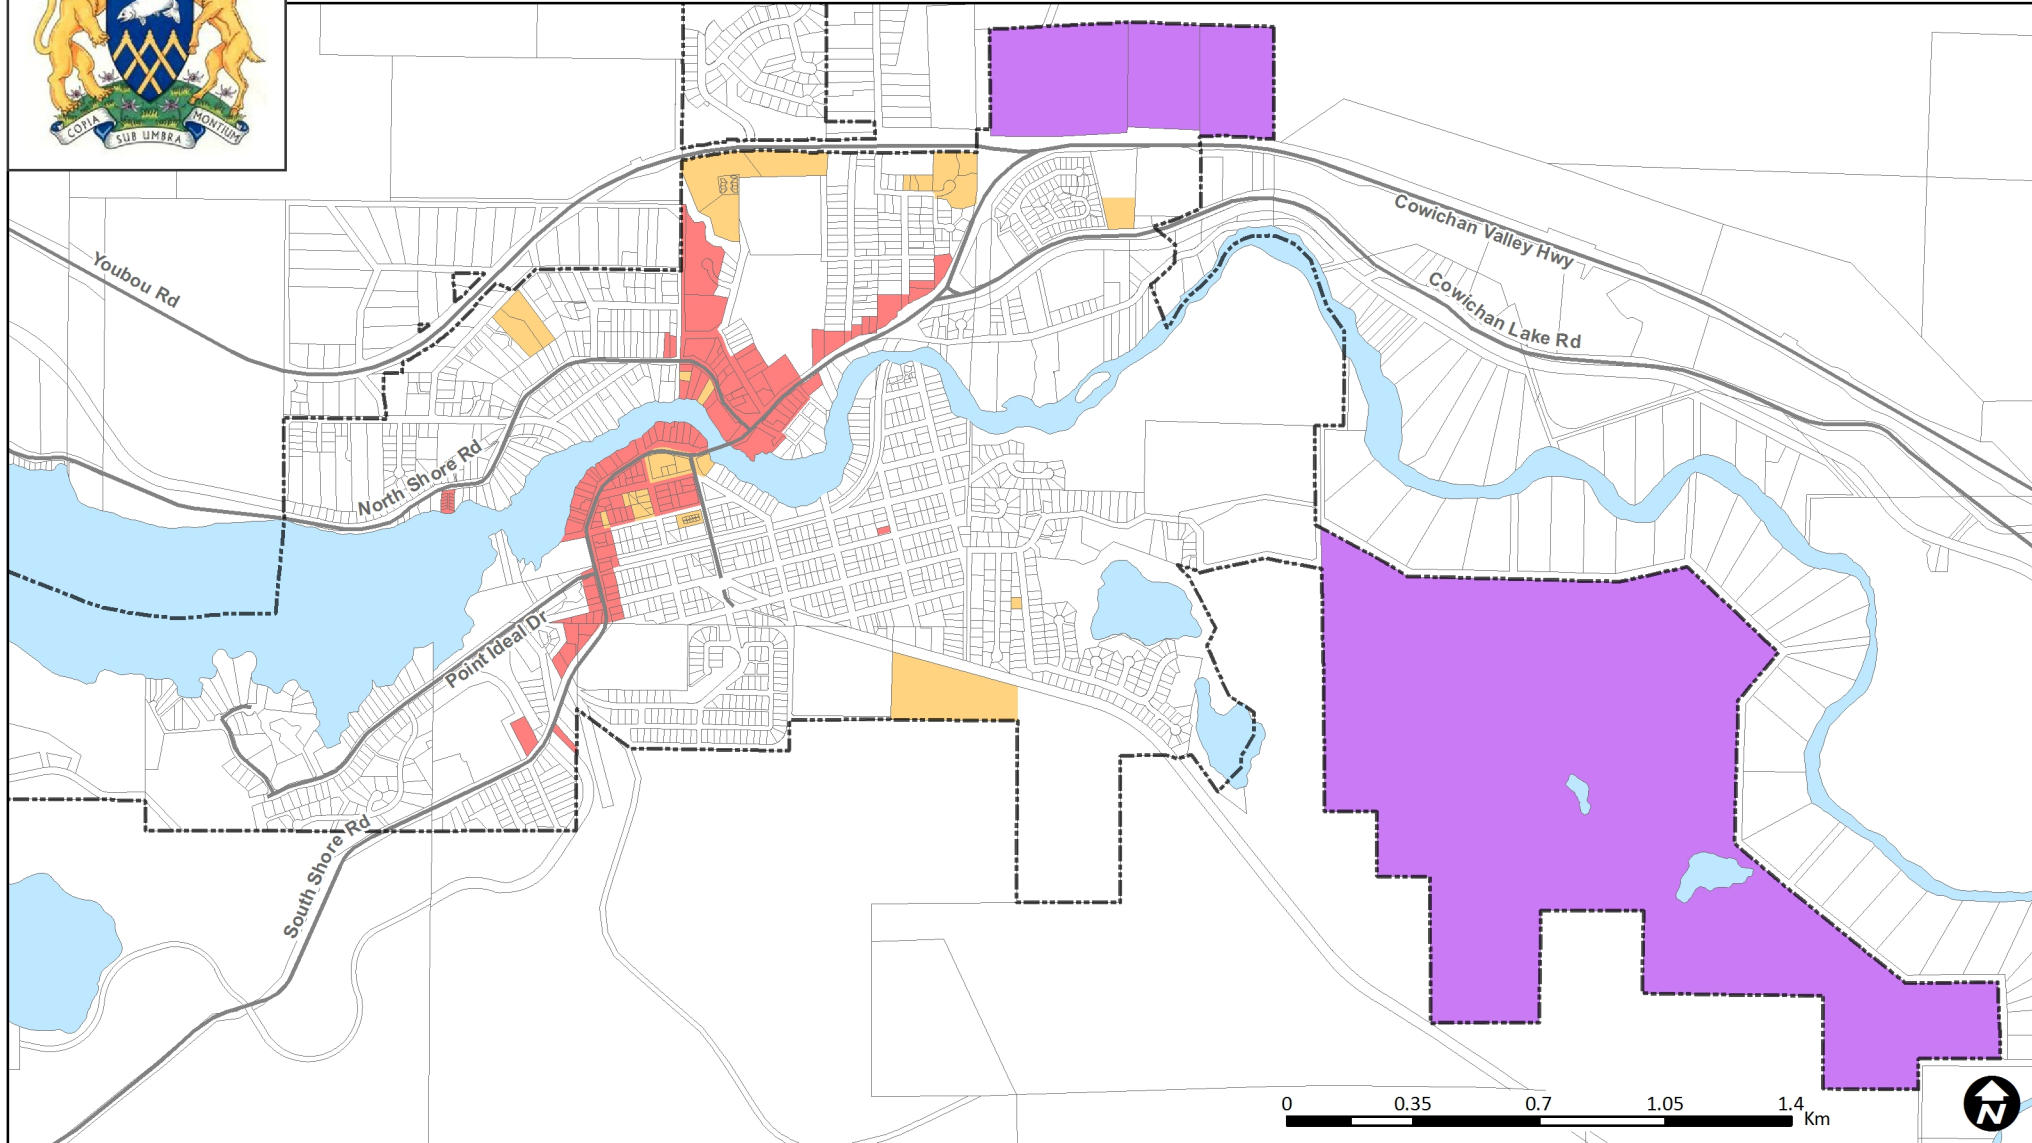 COPIA
SUB UMBRA
MONTIUM
Youbou Rd
Cowichan Valley Hwy
Cowichan Lake Rd
North Shore Rd
Point Ideal Dr
South Shore Rd
0 0.35 0.7 1.05 1.4 Km
N